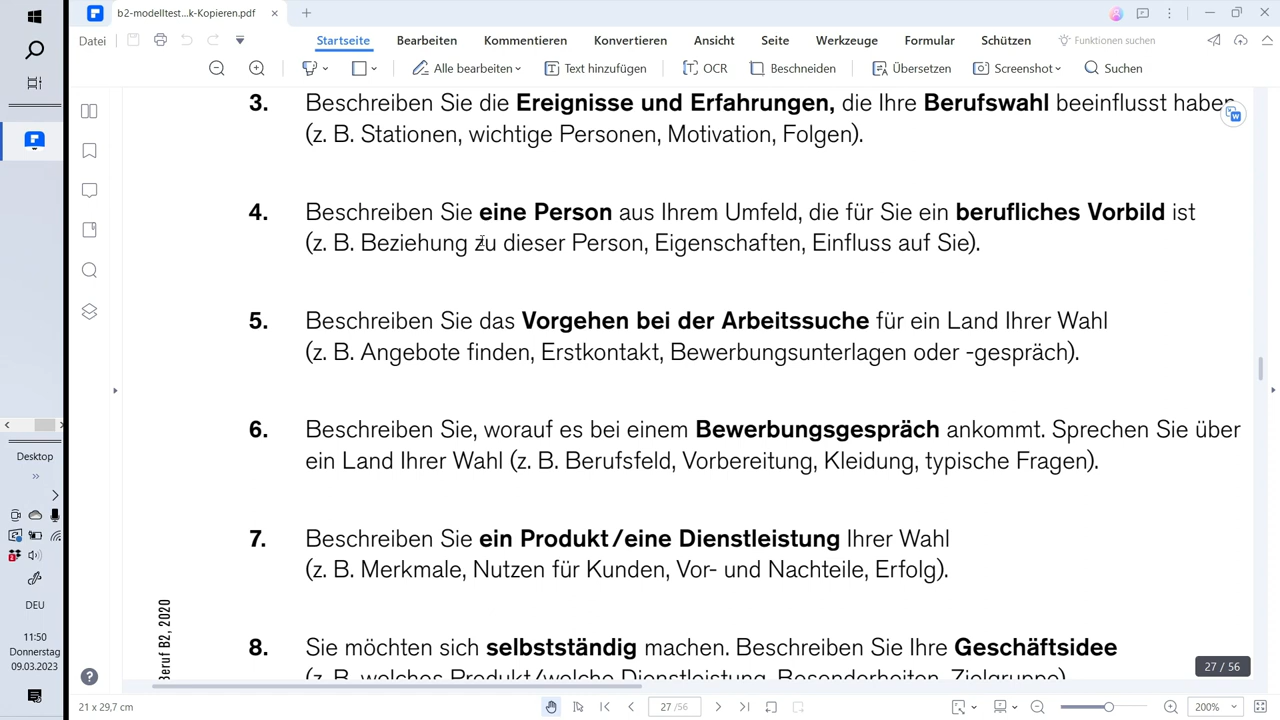 b2-modelltest...k-Kopieren.pdf
Datei
Startseite
Bearbeiten
Kommentieren
Konvertieren
Ansicht
Seite
Werkzeuge
Formular
Schützen
Funktionen suchen
Alle bearbeiten
Text hinzufügen
OCR
Beschneiden
Übersetzen
Screenshot
Suchen
3. Beschreiben Sie die Ereignisse und Erfahrungen, die Ihre Berufswahl beeinflusst haben
(z. B. Stationen, wichtige Personen, Motivation, Folgen).
4. Beschreiben Sie eine Person aus Ihrem Umfeld, die für Sie ein berufliches Vorbild ist
(z. B. Beziehung zu dieser Person, Eigenschaften, Einfluss auf Sie).
5. Beschreiben Sie das Vorgehen bei der Arbeitssuche für ein Land Ihrer Wahl
(z. B. Angebote finden, Erstkontakt, Bewerbungsunterlagen oder -gespräch).
6. Beschreiben Sie, worauf es bei einem Bewerbungsgespräch ankommt. Sprechen Sie über
ein Land Ihrer Wahl (z. B. Berufsfeld, Vorbereitung, Kleidung, typische Fragen).
7. Beschreiben Sie ein Produkt/eine Dienstleistung Ihrer Wahl
(z. B. Merkmale, Nutzen für Kunden, Vor- und Nachteile, Erfolg).
8. Sie möchten sich selbstständig machen. Beschreiben Sie Ihre Geschäftsidee
(z. B. welches Produkt/welche Dienstleistung, Besonderheiten, Zielgruppe)
Beruf B2, 2020
27 / 56
Desktop
DEU
11:50
Donnerstag
09.03.2023
21 x 29,7 cm
27 /56
200%